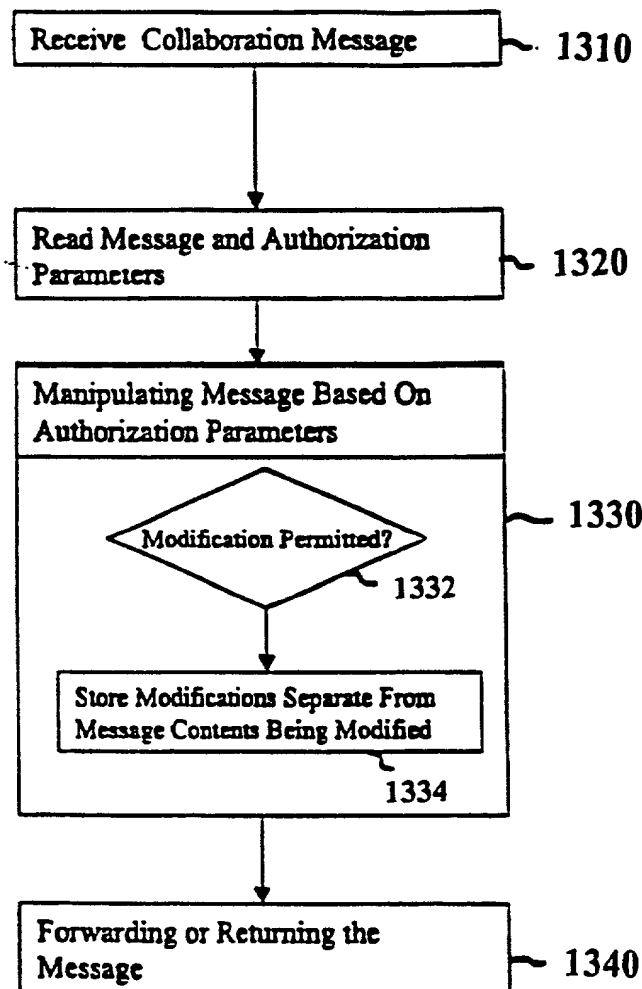 Receive Collaboration Message
1310
Read Message and Authorization
Parameters
1320
Manipulating Message Based On
Authorization Parameters
1330
Modification Permitted?
1332
Store Modifications Separate From
Message Contents Being Modified
1334
Forwarding or Returning the
Message
1340